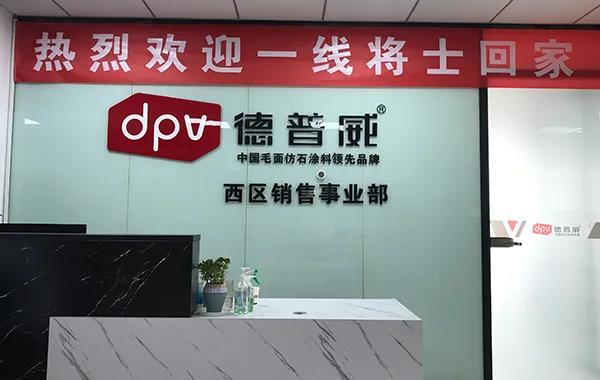 热烈欢迎一线将士回家
dpv 德普威®
中国毛面仿石涂料领先品牌
西区销售事业部
dpv 德普威